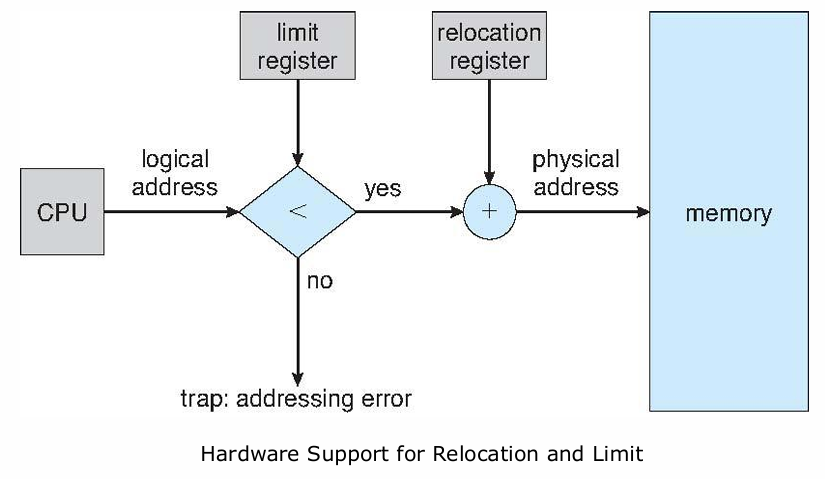 limit
register
relocation
register
logical
address
physical
address
CPU
<
yes
+
memory
no
trap: addressing error
Hardware Support for Relocation and Limit